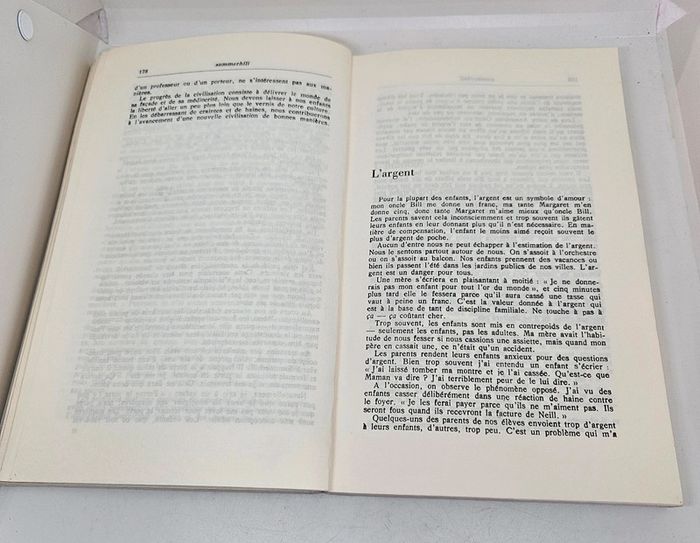 178
summerhill
d'un professeur ou d'un porteur, ne s'intéressent pas aux ma-
nières.
Le progrès de la civilisation consiste à délivrer le monde de
sa façade et de sa médiocrité. Nous devons laisser à nos enfants
la liberté d'aller un peu plus loin que le vernis de notre culture.
En les débarrassant de craintes et de haines, nous contribuerons
à l'avancement d'une nouvelle civilisation de bonnes manières.
L'argent
Pour la plupart des enfants, l'argent est un symbole d'amour :
mon oncle Bill me donne un franc, ma tante Margaret m'en
donne cinq, donc tante Margaret m'aime mieux qu'oncle Bill.
Les parents savent cela inconsciemment et trop souvent ils gâtent
leurs enfants en leur donnant plus qu'il n'est nécessaire. En ma-
tière de compensation, l'enfant le moins aimé reçoit souvent le
plus d'argent de poche.
Aucun d'entre nous ne peut échapper à l'estimation de l'argent.
Nous le sentons partout autour de nous. On s'assoit à l'orchestre
ou on s'assoit au balcon. Nos enfants prennent des vacances ou
bien ils passent l'été dans les jardins publics de nos villes. L'ar-
gent est un danger pour tous.
Une mère s'écriera en plaisantant à moitié : « Je ne donne-
rais pas mon enfant pour tout l'or du monde », et cinq minutes
plus tard elle le fessera parce qu'il aura cassé une tasse qui
vaut à peine un franc. C'est la valeur donnée à l'argent qui
est à la base de tant de discipline familiale. Ne touche à pas à
ça — ça coûtant cher.
Trop souvent, les enfants sont mis en contrepoids de l'argent
— seulement les enfants, pas les adultes. Ma mère avait l'habi-
tude de nous fesser si nous cassions une assiette, mais quand mon
père en cassait une, ce n'était qu'un accident.
Les parents rendent leurs enfants anxieux pour des questions
d'argent. Bien trop souvent j'ai entendu un enfant s'écrier :
« J'ai laissé tomber ma montre et je l'ai cassée. Qu'est-ce que
Maman va dire ? J'ai terriblement peur de le lui dire. »
A l'occasion, on observe le phénomène opposé. J'ai vu des
enfants casser délibérément dans une réaction de haine contre
le foyer. « Je les ferai payer parce qu'ils ne m'aiment pas. Ils
seront fous quand ils recevront la facture de Neill. »
Quelques-uns des parents de nos élèves envoient trop d'argent
à leurs enfants, d'autres, trop peu. C'est un problème qui m'a